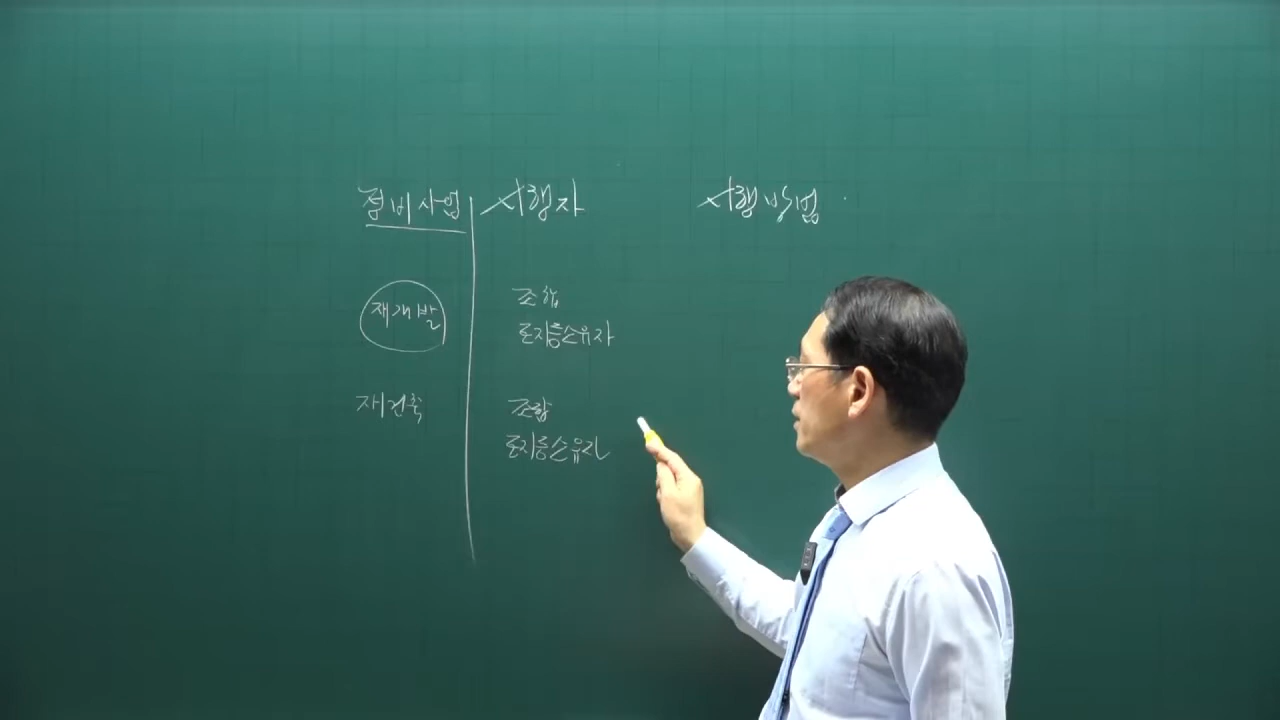 정비사업 시행자 시행방법
재개발 조합
토지등소유자
재건축 조합
토지등소유자